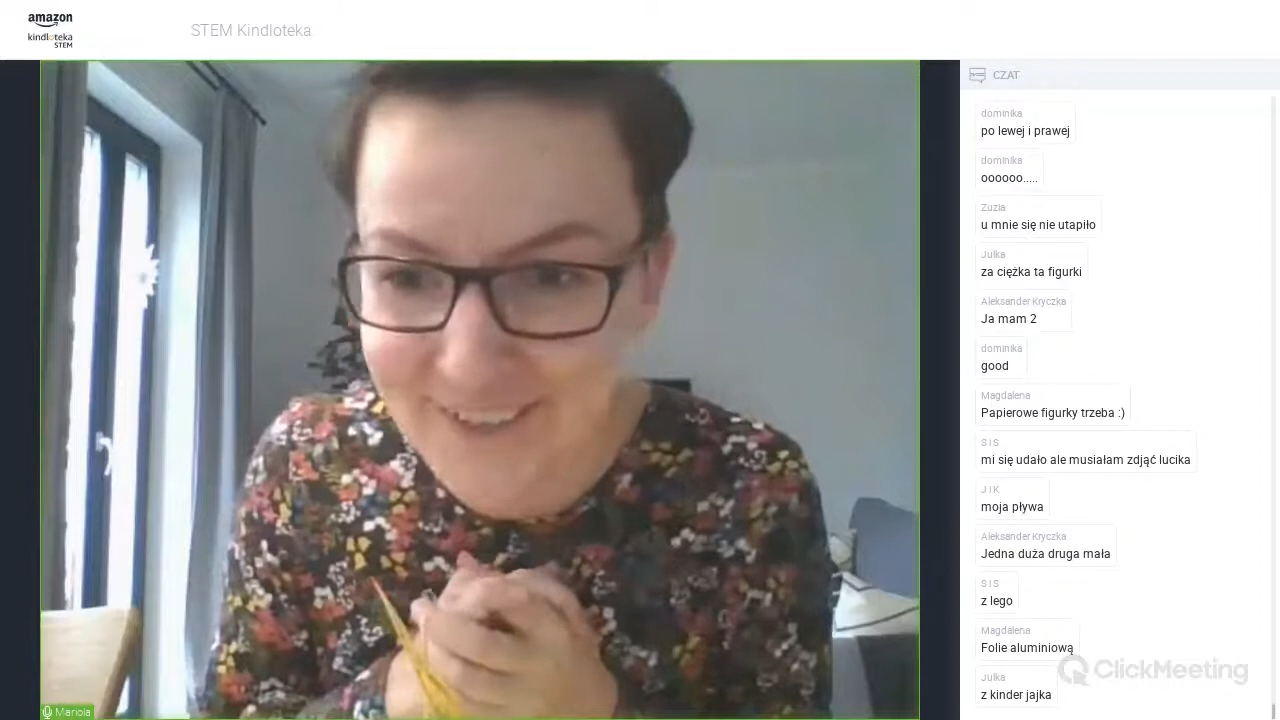 amazon
kindloteka
STEM
STEM Kindloteka
CZAT
dominika
po lewej i prawej
dominika
oooooo.....
Zuzia
u mnie się nie utapiło
Julka
za ciężka ta figurki
Aleksander Kryczka
Ja mam 2
dominika
good
Magdalena
Papierowe figurky trzeba :)
S I S
mi się udało ale musiałam zdjąć lucika
J I K
moja pływa
Aleksander Kryczka
Jedna duża druga mała
S I S
z lego
Magdalena
Folie aluminiową
ClickMeeting
Julka
z kinder jajka
Mariola